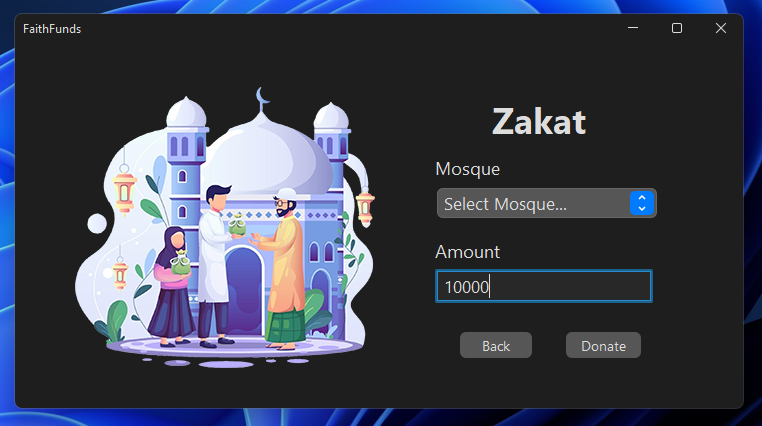 FaithFunds
Zakat
Mosque
Select Mosque...
Amount
10000
Back
Donate